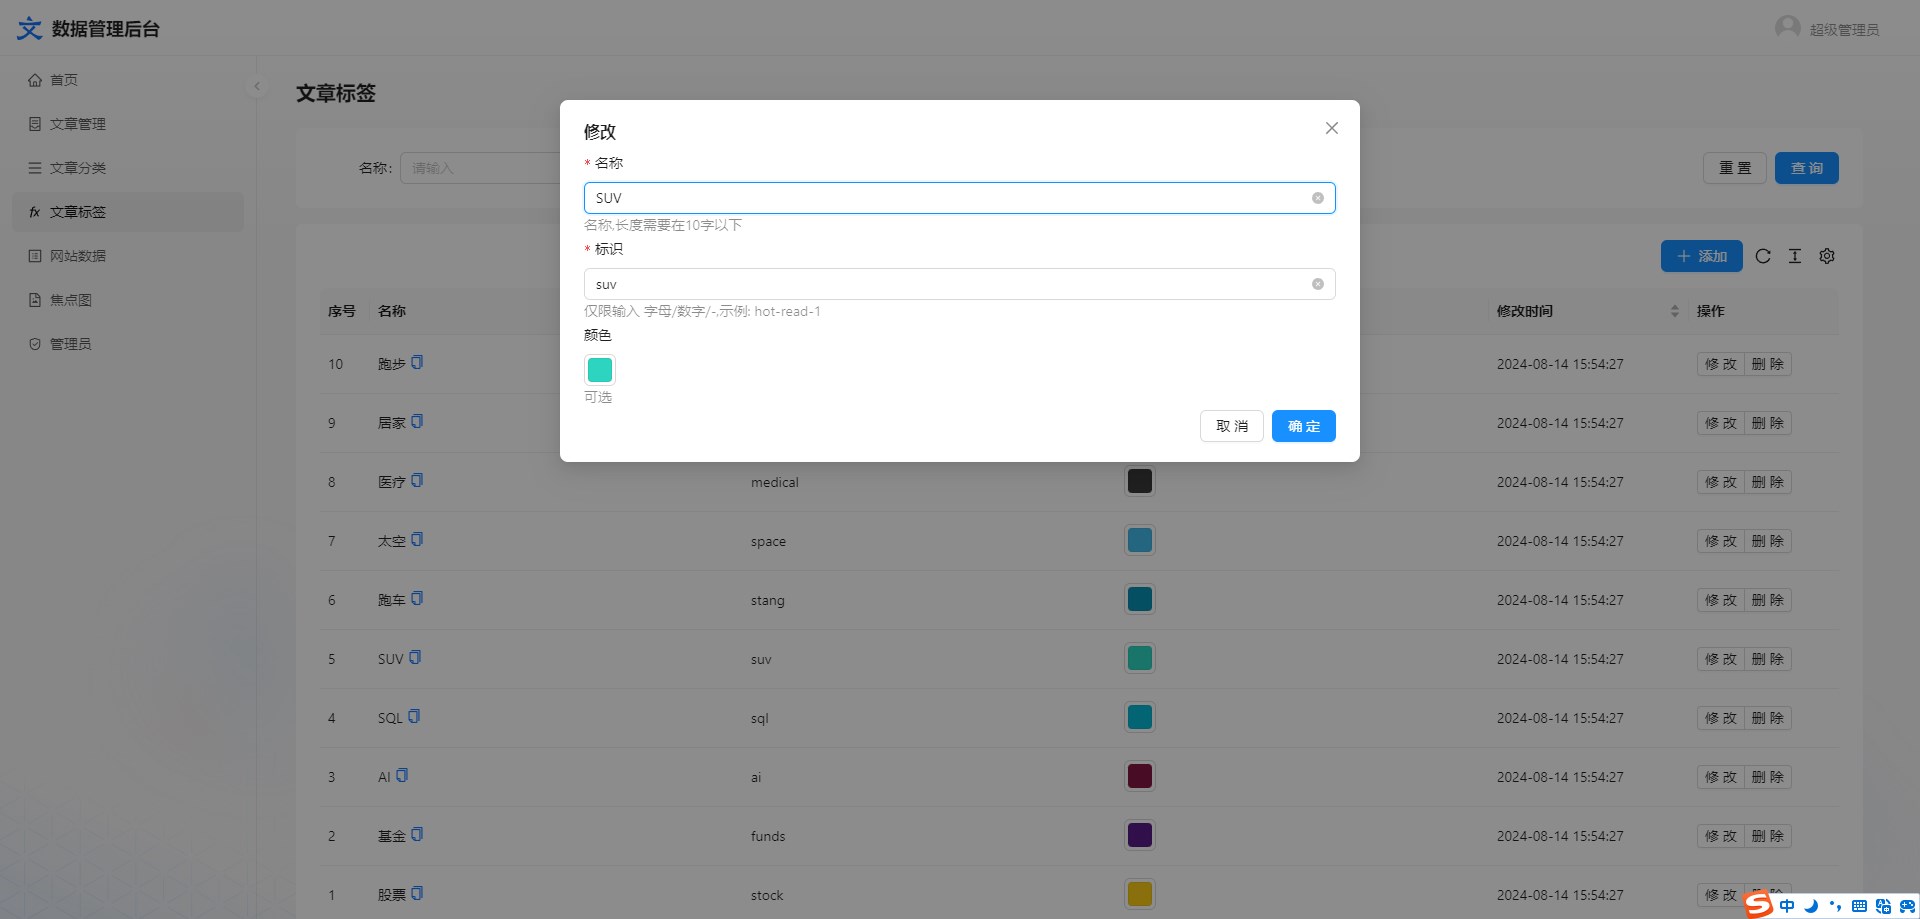 数据管理后台
超级管理员
首页
文章管理
文章分类
fx 文章标签
网站数据
焦点图
管理员
文章标签
名称: 请输入
重 置 查 询
添加
序号 名称 修改时间 操作
10 跑步 2024-08-14 15:54:27 修 改 删 除
9 居家 2024-08-14 15:54:27 修 改 删 除
8 医疗 medical 2024-08-14 15:54:27 修 改 删 除
7 太空 space 2024-08-14 15:54:27 修 改 删 除
6 跑车 stang 2024-08-14 15:54:27 修 改 删 除
5 SUV suv 2024-08-14 15:54:27 修 改 删 除
4 SQL sql 2024-08-14 15:54:27 修 改 删 除
3 AI ai 2024-08-14 15:54:27 修 改 删 除
2 基金 funds 2024-08-14 15:54:27 修 改 删 除
1 股票 stock 2024-08-14 15:54:27 修 改
修改
* 名称
SUV
名称,长度需要在10字以下
* 标识
suv
仅限输入 字母/数字/-,示例: hot-read-1
颜色
可选
取 消 确 定
中